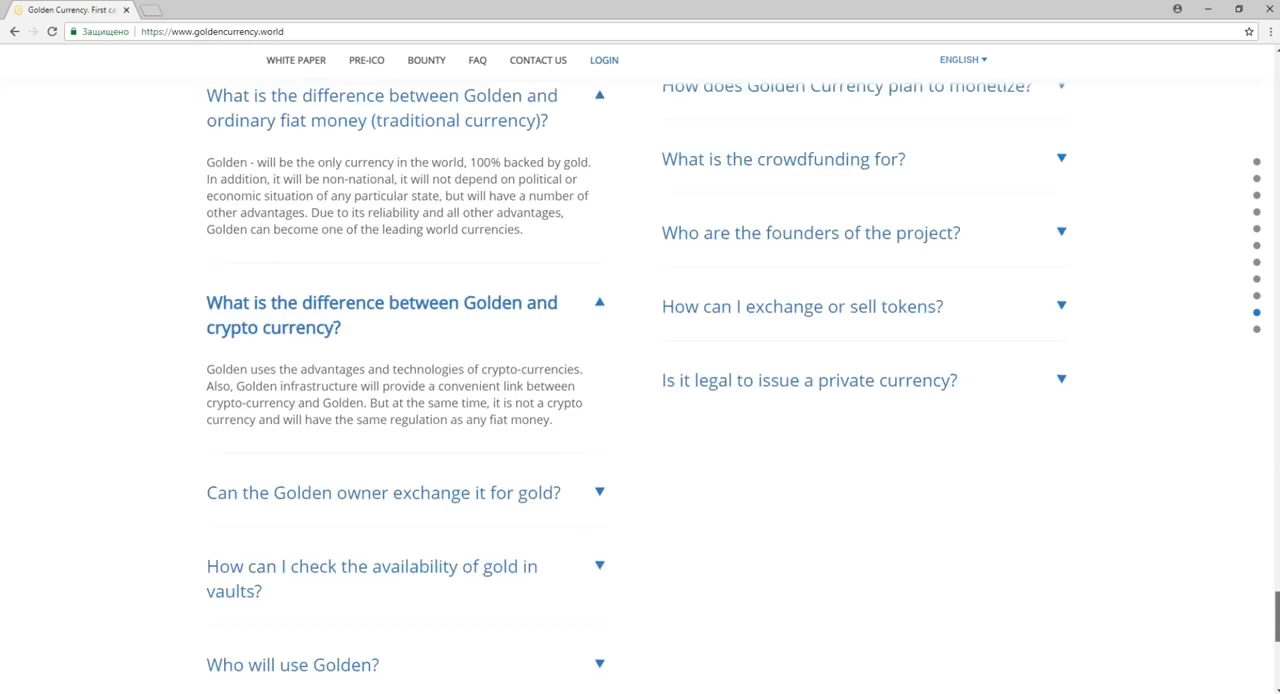 Golden Currency. First ca
Защищено
https://www.goldencurrency.world
WHITE PAPER
PRE-ICO
BOUNTY
FAQ
CONTACT US
LOGIN
ENGLISH
What is the difference between Golden and
ordinary fiat money (traditional currency)?
Golden - will be the only currency in the world, 100% backed by gold.
In addition, it will be non-national, it will not depend on political or
economic situation of any particular state, but will have a number of
other advantages. Due to its reliability and all other advantages,
Golden can become one of the leading world currencies.
What is the difference between Golden and
crypto currency?
Golden uses the advantages and technologies of crypto-currencies.
Also, Golden infrastructure will provide a convenient link between
crypto-currency and Golden. But at the same time, it is not a crypto
currency and will have the same regulation as any fiat money.
Can the Golden owner exchange it for gold?
How can I check the availability of gold in
vaults?
Who will use Golden?
How does Golden Currency plan to monetize?
What is the crowdfunding for?
Who are the founders of the project?
How can I exchange or sell tokens?
Is it legal to issue a private currency?